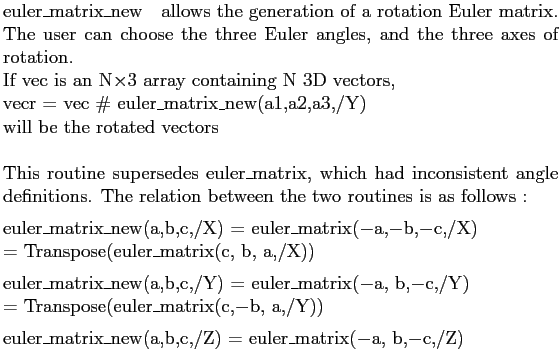 euler_matrix_new allows the generation of a rotation Euler matrix.
The user can choose the three Euler angles, and the three axes of
rotation.
If vec is an N×3 array containing N 3D vectors,
vecr = vec # euler_matrix_new(a1,a2,a3,/Y)
will be the rotated vectors
This routine supersedes euler_matrix, which had inconsistent angle
definitions. The relation between the two routines is as follows :
euler_matrix_new(a,b,c,/X) = euler_matrix(−a,−b,−c,/X)
= Transpose(euler_matrix(c, b, a,/X))
euler_matrix_new(a,b,c,/Y) = euler_matrix(−a, b,−c,/Y)
= Transpose(euler_matrix(c,−b, a,/Y))
euler_matrix_new(a,b,c,/Z) = euler_matrix(−a, b,−c,/Z)